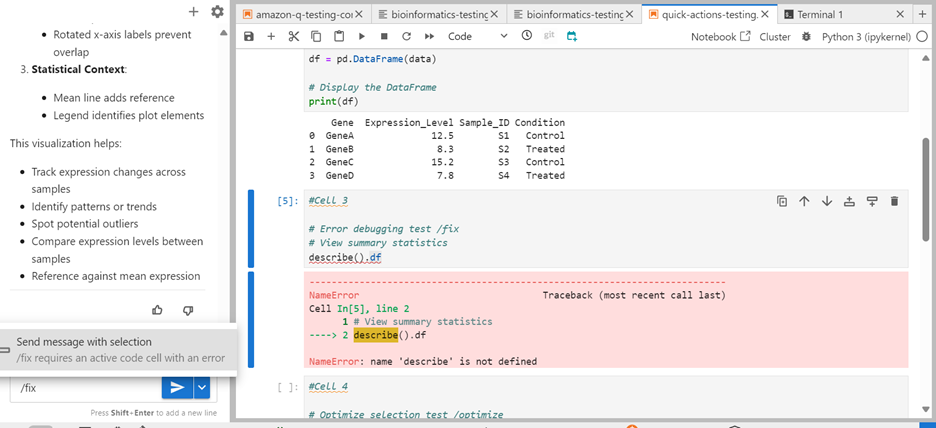 amazon-q-testing-co
bioinformatics-testing
bioinformatics-testing
quick-actions-testing.
Terminal 1
Code
git
Notebook
Cluster
Python 3 (ipykernel)
• Rotated x-axis labels prevent
overlap
3. Statistical Context:
• Mean line adds reference
• Legend identifies plot elements
This visualization helps:
• Track expression changes across
samples
• Identify patterns or trends
• Spot potential outliers
• Compare expression levels between
samples
• Reference against mean expression
Send message with selection
/fix requires an active code cell with an error
/fix
Press Shift+Enter to add a new line
df = pd.DataFrame(data)
# Display the DataFrame
print(df)
Gene Expression_Level Sample_ID Condition
0 GeneA 12.5 S1 Control
1 GeneB 8.3 S2 Treated
2 GeneC 15.2 S3 Control
3 GeneD 7.8 S4 Treated
[5]: #Cell 3
# Error debugging test /fix
# View summary statistics
describe().df
---------------------------------------------------------------------------
NameError Traceback (most recent call last)
Cell In[5], line 2
1 # View summary statistics
----> 2 describe().df
NameError: name 'describe' is not defined
[ ]: #Cell 4
# Optimize selection test /optimize